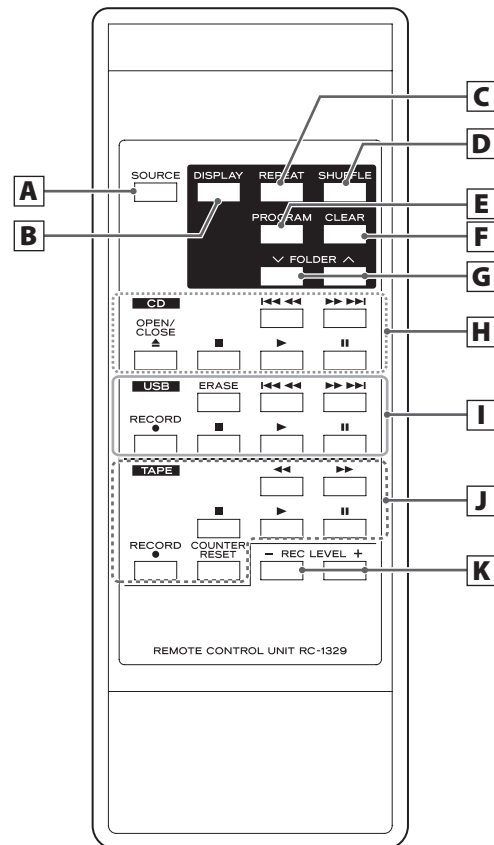 C
D
SOURCE DISPLAY REPEAT SHUFFLE
A
E
PROGRAM CLEAR
B
F
FOLDER
G
CD
OPEN/
CLOSE
H
USB ERASE
I
RECORD
TAPE
J
RECORD COUNTER
RESET
− REC LEVEL +
K
REMOTE CONTROL UNIT RC-1329